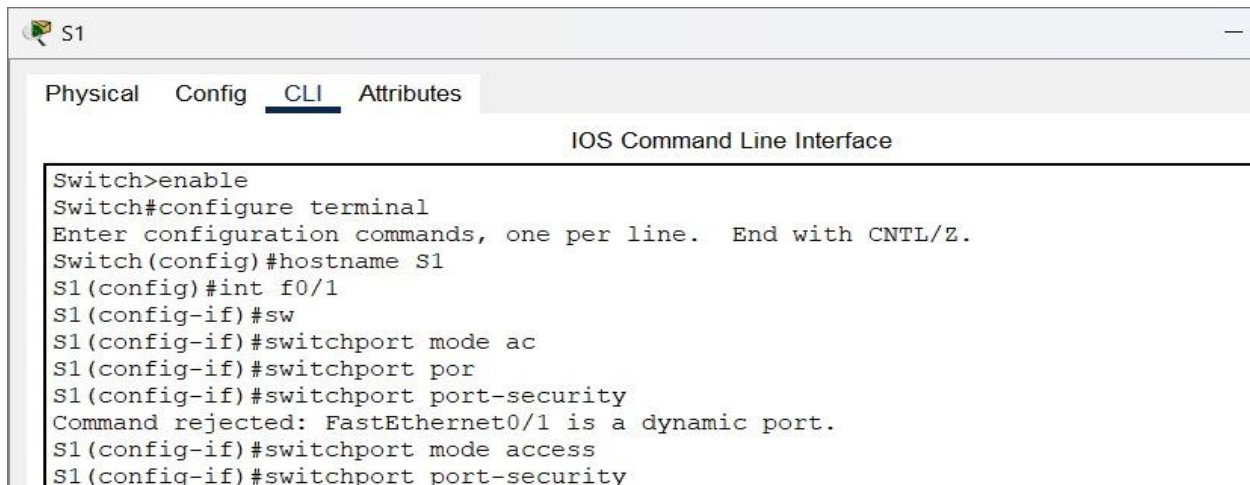 S1
Physical Config CLI Attributes
IOS Command Line Interface
Switch>enable
Switch#configure terminal
Enter configuration commands, one per line.  End with CNTL/Z.
Switch(config)#hostname S1
S1(config)#int f0/1
S1(config-if)#sw
S1(config-if)#switchport mode ac
S1(config-if)#switchport por
S1(config-if)#switchport port-security
Command rejected: FastEthernet0/1 is a dynamic port.
S1(config-if)#switchport mode access
S1(config-if)#switchport port-security